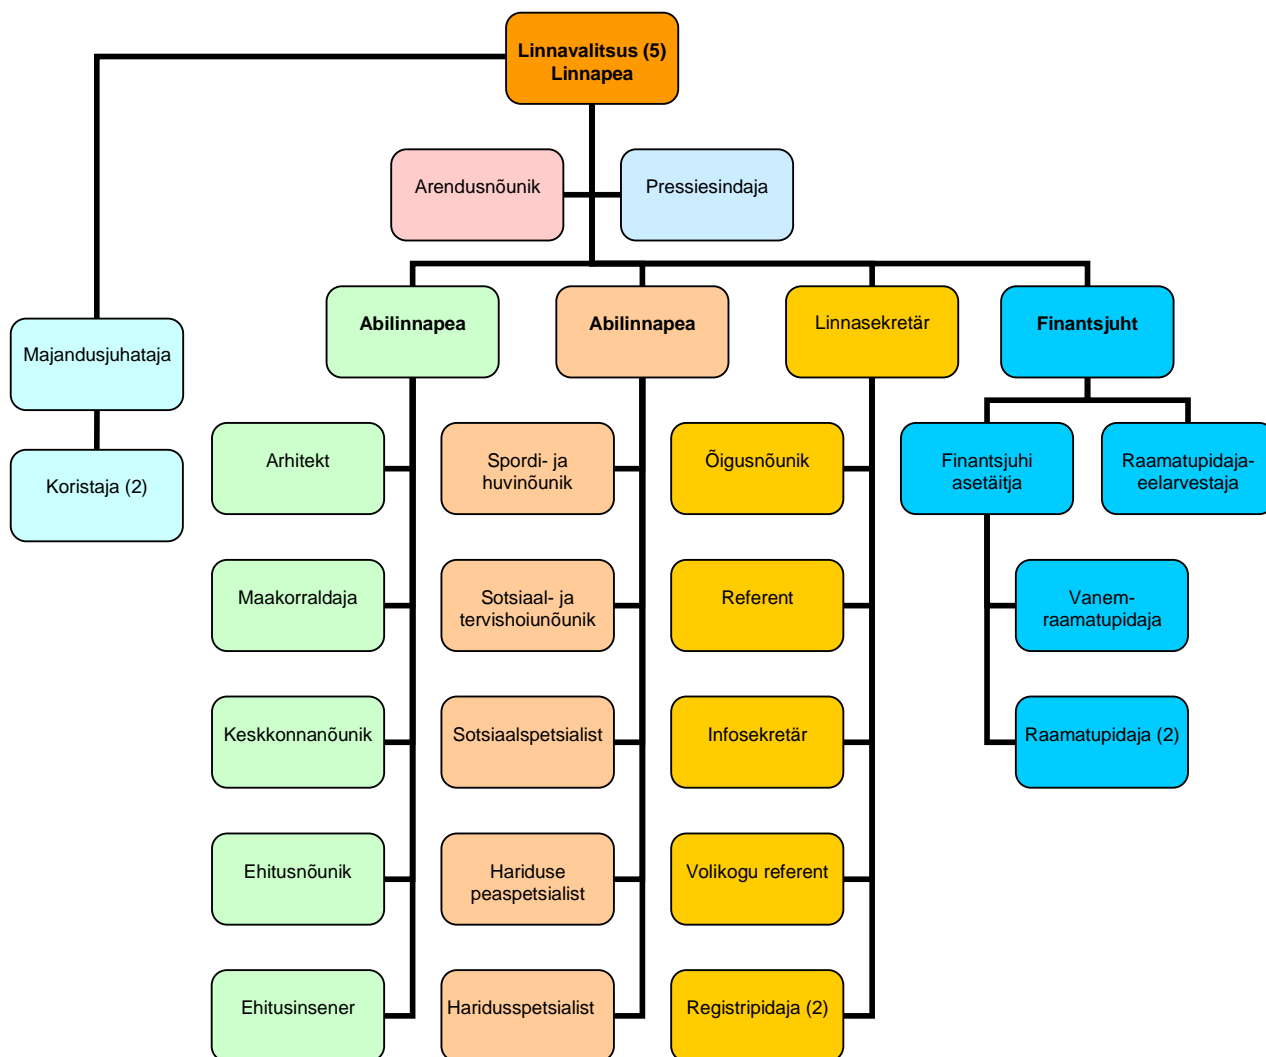 Linnavalitsus (5)
Linnapea
Arendusnõunik
Pressiesindaja
Abilinnapea
Abilinnapea
Linnasekretär
Finantsjuht
Majandusjuhataja
Koristaja (2)
Arhitekt
Spordi- ja
huvinõunik
Õigusnõunik
Finantsjuhi
asetäitja
Raamatupidaja-
eelarvestaja
Maakorraldaja
Sotsiaal- ja
tervishoiunõunik
Referent
Vanem-
raamatupidaja
Keskkonnanõunik
Sotsiaalspetsialist
Infosekretär
Raamatupidaja (2)
Ehitusnõunik
Hariduse
peaspetsialist
Volikogu referent
Ehitusinsener
Haridusspetsialist
Registripidaja (2)